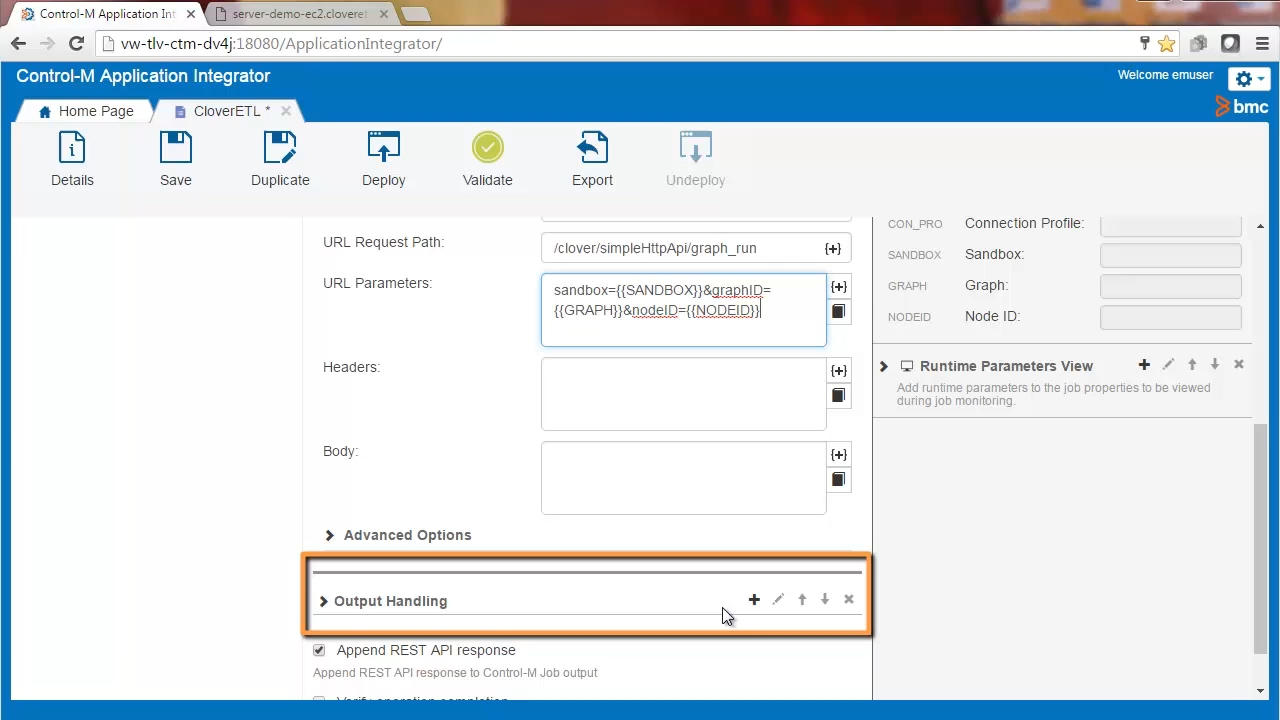 Control-M Application Int
server-demo-ec2.cloveret
vw-tlv-ctm-dv4j:18080/ApplicationIntegrator/
Control-M Application Integrator
Welcome emuser
Home Page
CloverETL *
bmc
Details
Save
Duplicate
Deploy
Validate
Export
Undeploy
URL Request Path:
/clover/simpleHttpApi/graph_run
{+}
URL Parameters:
sandbox={{SANDBOX}}&graphID=
{{GRAPH}}&nodeID={{NODEID}}
{+}
Headers:
{+}
Body:
{+}
Advanced Options
Output Handling
Append REST API response
Append REST API response to Control-M Job output
Verify operation completion
CON_PRO
Connection Profile:
SANDBOX
Sandbox:
GRAPH
Graph:
NODEID
Node ID:
Runtime Parameters View
Add runtime parameters to the job properties to be viewed
during job monitoring.